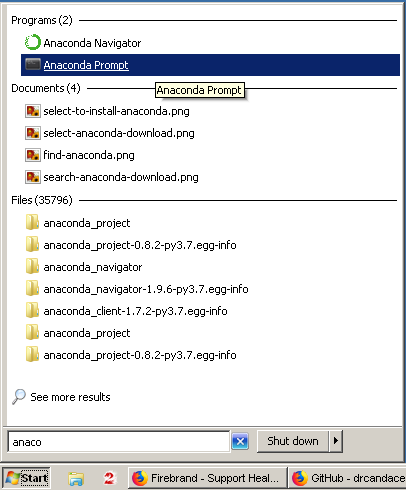 Programs (2)
Anaconda Navigator
Anaconda Prompt
Documents (4)
Anaconda Prompt
select-to-install-anaconda.png
select-anaconda-download.png
find-anaconda.png
search-anaconda-download.png
Files (35796)
anaconda_project
anaconda_project-0.8.2-py3.7.egg-info
anaconda_navigator
anaconda_navigator-1.9.6-py3.7.egg-info
anaconda_client-1.7.2-py3.7.egg-info
anaconda_project
anaconda_project-0.8.2-py3.7.egg-info
See more results
anaco
Shut down
Start
2
Firebrand - Support Heal...
GitHub - drcandace